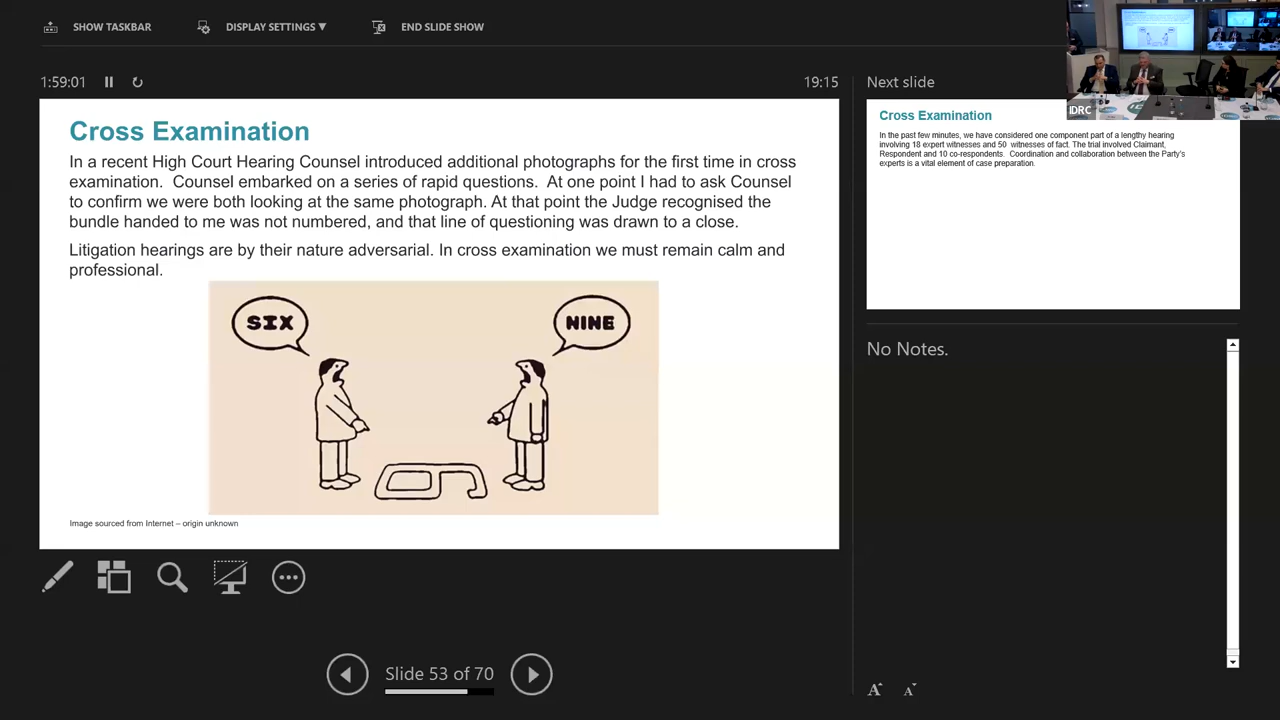 SHOW TASKBAR
DISPLAY SETTINGS ▼
END SLIDE SHOW
1:59:01
19:15
Cross Examination
In a recent High Court Hearing Counsel introduced additional photographs for the first time in cross
examination.  Counsel embarked on a series of rapid questions.  At one point I had to ask Counsel
to confirm we were both looking at the same photograph. At that point the Judge recognised the
bundle handed to me was not numbered, and that line of questioning was drawn to a close.
Litigation hearings are by their nature adversarial. In cross examination we must remain calm and
professional.
SIX
NINE
Image sourced from Internet – origin unknown
Slide 53 of 70
Next slide
IDRC
Cross Examination
In the past few minutes, we have considered one component part of a lengthy hearing
involving 18 expert witnesses and 50  witnesses of fact. The trial involved Claimant,
Respondent and 10 co-respondents.  Coordination and collaboration between the Party's
experts is a vital element of case preparation.
No Notes.
A A